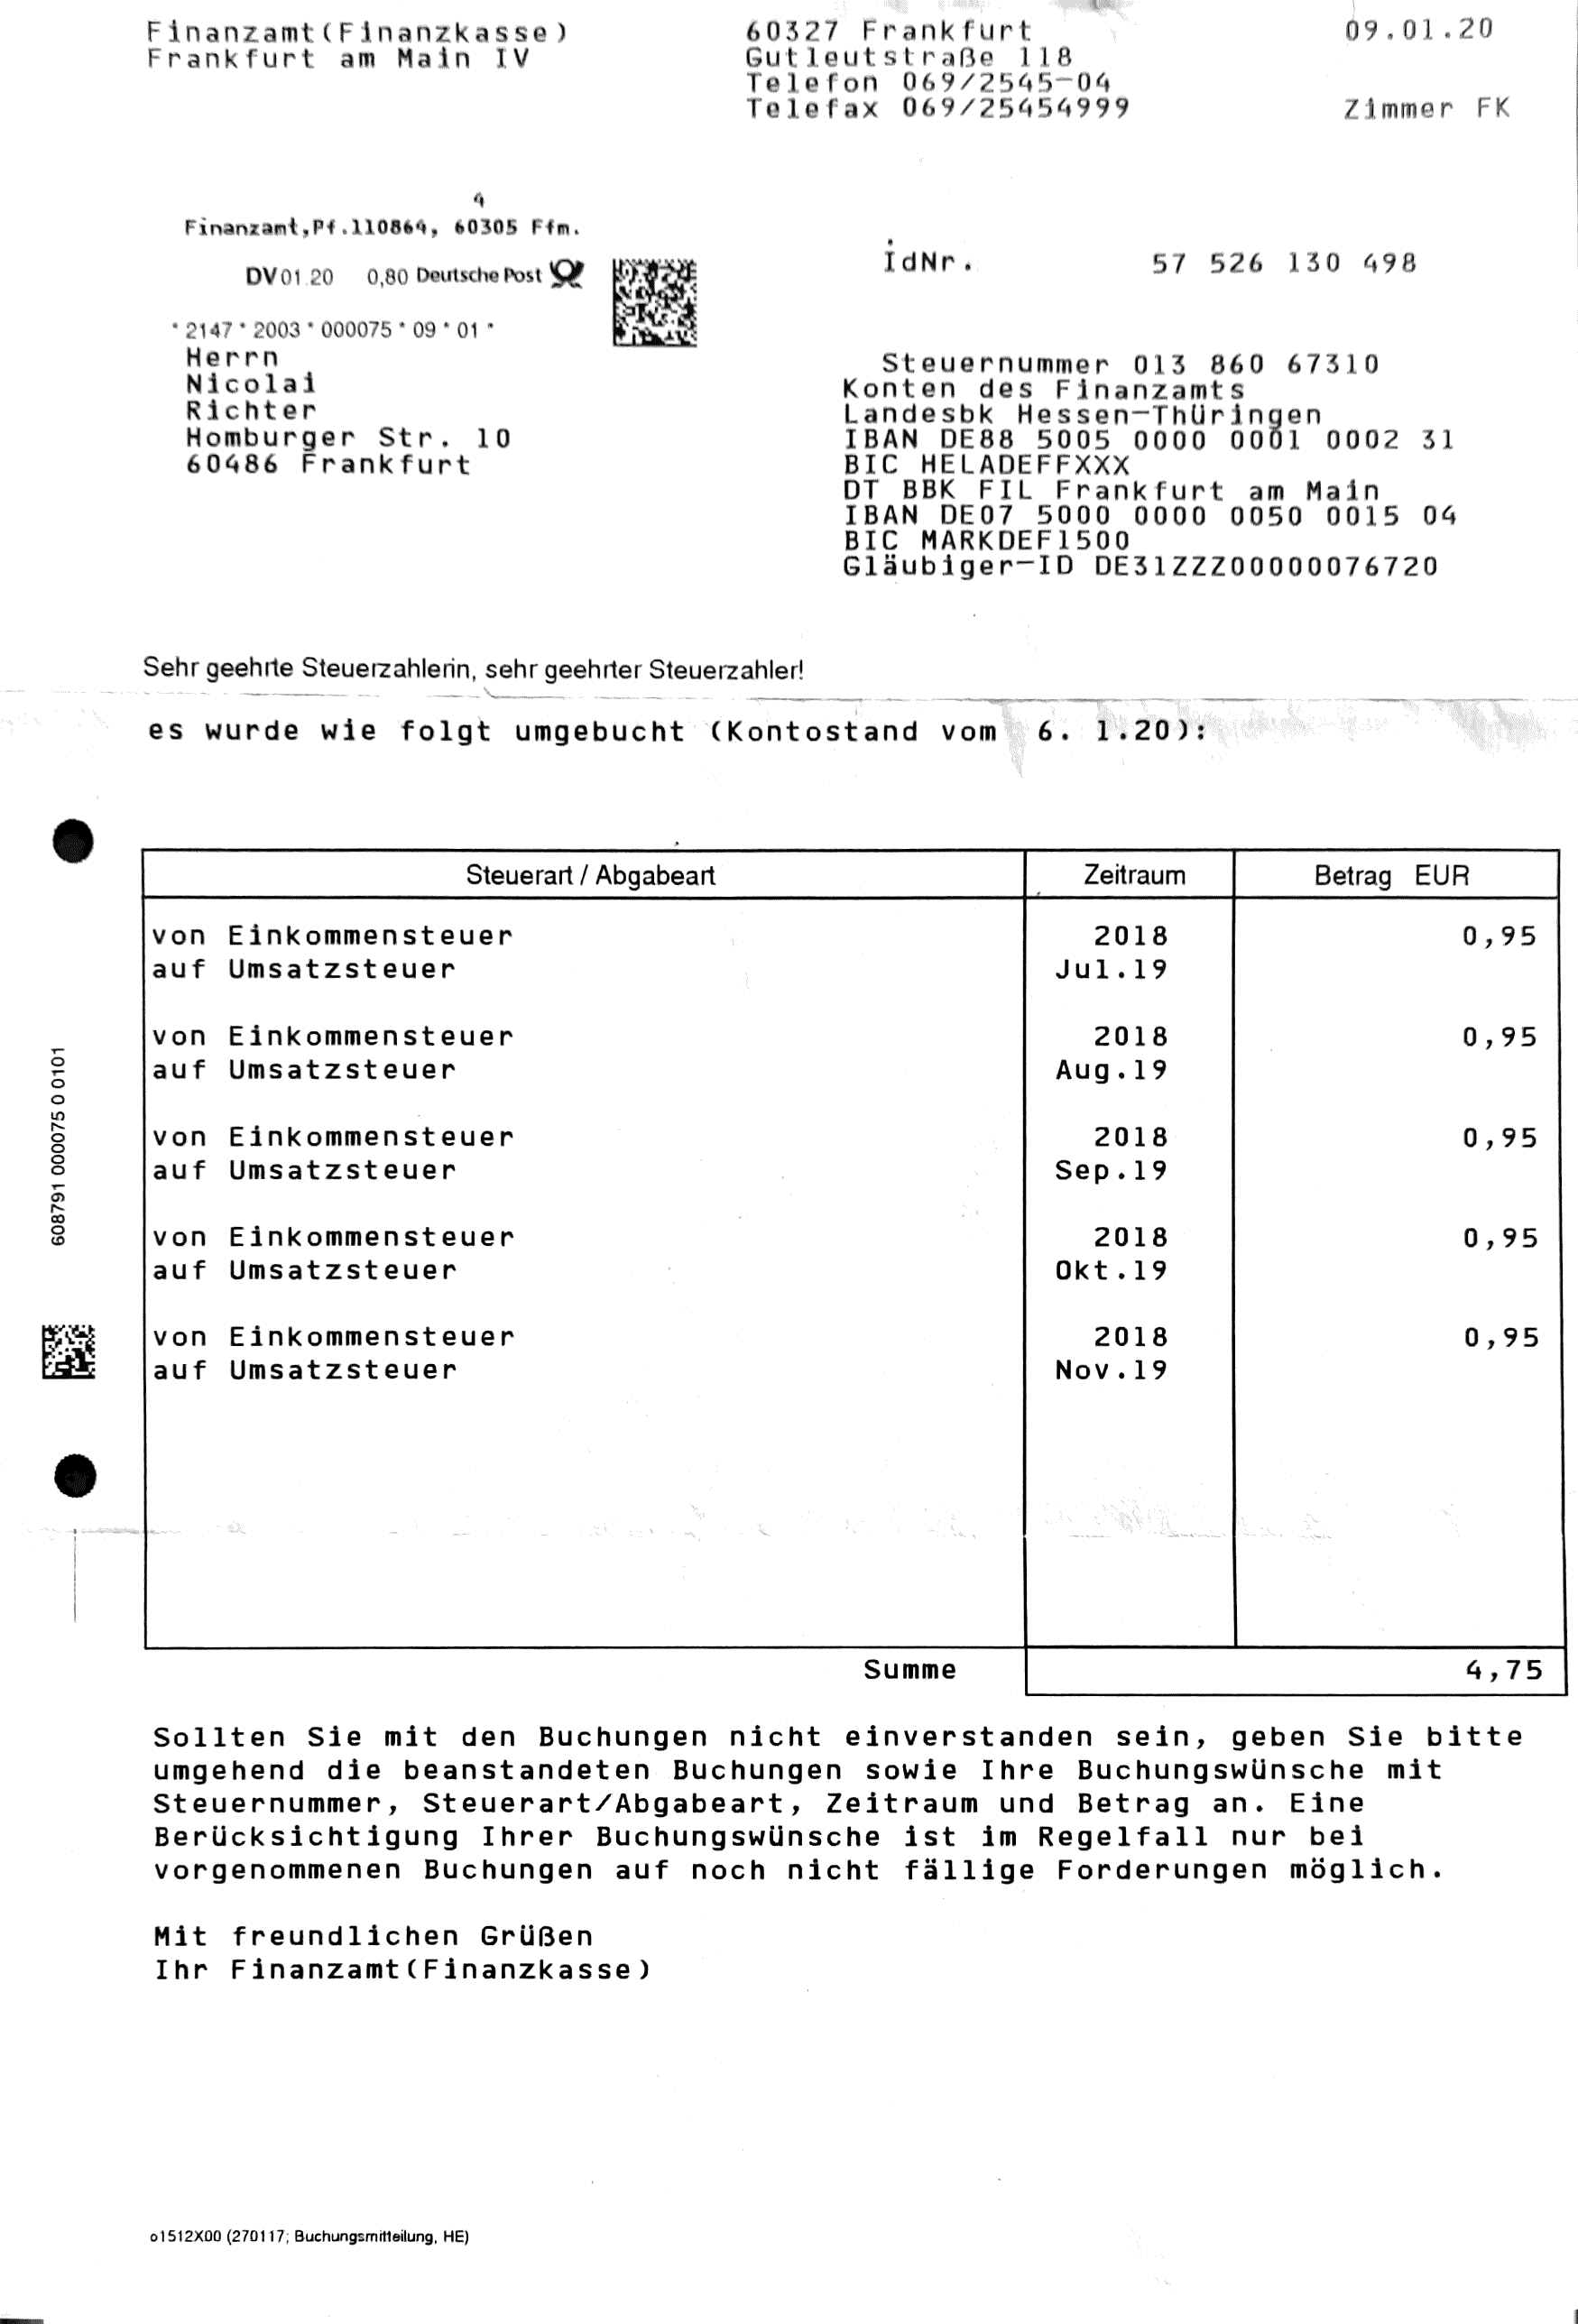 Finanzamt(Finanzkasse)
Frankfurt am Main IV
60327 Frankfurt
Gutleutstraße 118
Telefon 069/2545-04
Telefax 069/25454999
09.01.20
Zimmer FK
4
Finanzamt,Pf.110864, 60305 Ffm.
DV 01.20 0,80 Deutsche Post
* 2147 * 2003 * 000075 * 09 * 01 *
Herrn
Nicolai
Richter
Homburger Str. 10
60486 Frankfurt
IdNr. 57 526 130 498
Steuernummer 013 860 67310
Konten des Finanzamts
Landesbk Hessen-Thüringen
IBAN DE88 5005 0000 0001 0002 31
BIC HELADEFFXXX
DT BBK FIL Frankfurt am Main
IBAN DE07 5000 0000 0050 0015 04
BIC MARKDEF1500
Gläubiger-ID DE31ZZZ00000076720
Sehr geehrte Steuerzahlerin, sehr geehrter Steuerzahler!
es wurde wie folgt umgebucht (Kontostand vom 6. 1.20):
Steuerart / Abgabeart Zeitraum Betrag EUR
von Einkommensteuer 2018 0,95
auf Umsatzsteuer Jul.19
von Einkommensteuer 2018 0,95
auf Umsatzsteuer Aug.19
von Einkommensteuer 2018 0,95
auf Umsatzsteuer Sep.19
von Einkommensteuer 2018 0,95
auf Umsatzsteuer Okt.19
von Einkommensteuer 2018 0,95
auf Umsatzsteuer Nov.19
Summe 4,75
608791 000075 0 0101
Sollten Sie mit den Buchungen nicht einverstanden sein, geben Sie bitte
umgehend die beanstandeten Buchungen sowie Ihre Buchungswünsche mit
Steuernummer, Steuerart/Abgabeart, Zeitraum und Betrag an. Eine
Berücksichtigung Ihrer Buchungswünsche ist im Regelfall nur bei
vorgenommenen Buchungen auf noch nicht fällige Forderungen möglich.
Mit freundlichen Grüßen
Ihr Finanzamt(Finanzkasse)
o1512X00 (270117; Buchungsmitteilung, HE)